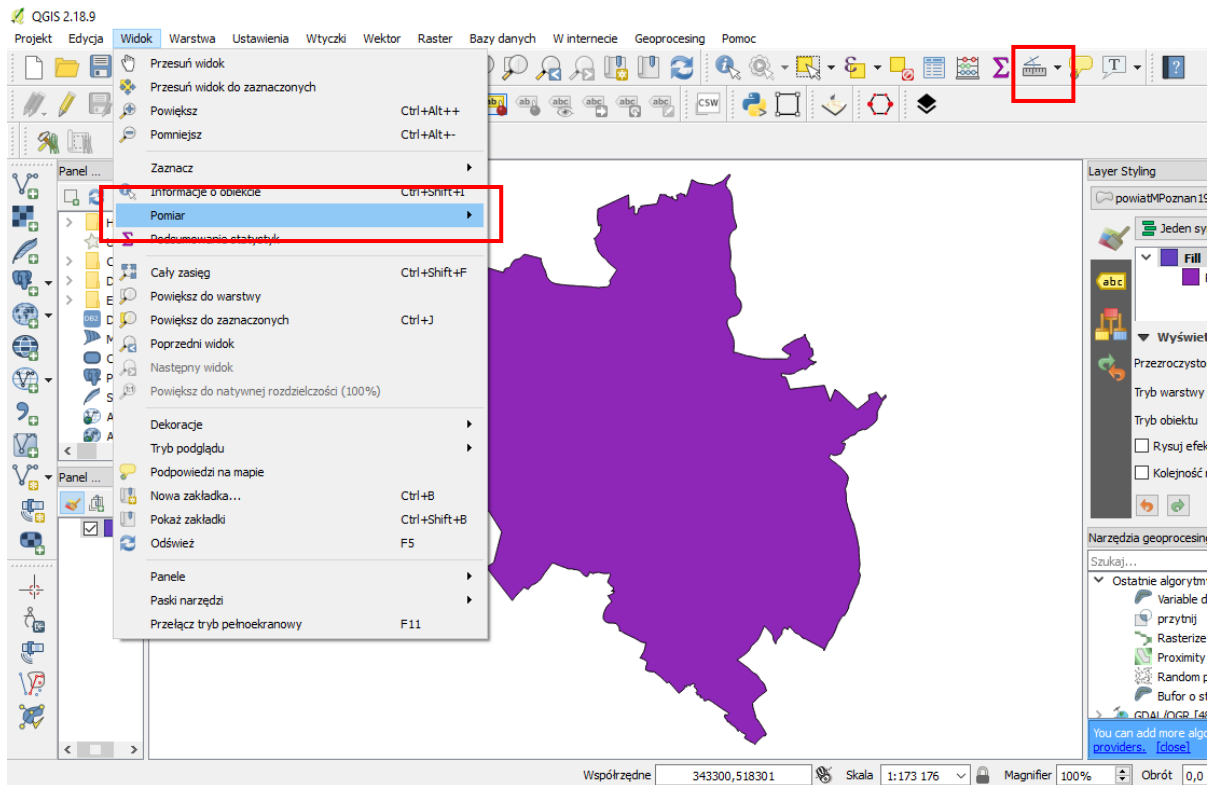 QGIS 2.18.9
Projekt Edycja Widok Warstwa Ustawienia Wtyczki Wektor Raster Bazy danych W internecie Geoprocesing Pomoc
Przesuń widok
Przesuń widok do zaznaczonych
Powiększ Ctrl+Alt++
Pomniejsz Ctrl+Alt+-
Zaznacz
Informacje o obiekcie Ctrl+Shift+I
Pomiar
Podsumowanie statystyk
Cały zasięg Ctrl+Shift+F
Powiększ do warstwy
Powiększ do zaznaczonych Ctrl+J
Poprzedni widok
Następny widok
Powiększ do natywnej rozdzielczości (100%)
Dekoracje
Tryb podglądu
Podpowiedzi na mapie
Nowa zakładka... Ctrl+B
Pokaż zakładki Ctrl+Shift+B
Odśwież F5
Panele
Paski narzędzi
Przełącz tryb pełnoekranowy F11
Panel ...
Panel ...
abc abc abc abc abc CSW
Layer Styling
powiatMPoznan19
Jeden sy
Fill
abc
Wyświet
Przezroczysto
Tryb warstwy
Tryb obiektu
Rysuj efek
Kolejność r
Narzędzia geoprocesing
Szukaj...
Ostatnie algorytm
Variable d
przytnij
Rasterize
Proximity
Random p
Bufor o st
GDAL/OGR [48
You can add more algo
providers. [close]
Współrzędne 343300,518301 Skala 1:173 176 Magnifier 100% Obrót 0,0